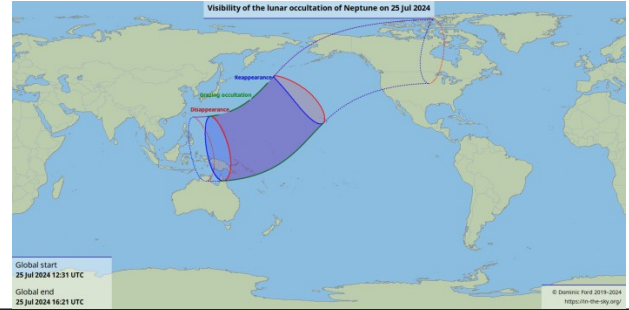 Visibility of the lunar occultation of Neptune on 25 Jul 2024
Reappearance
Grazing occultation
Disappearance
Global start
25 Jul 2024 12:31 UTC
Global end
25 Jul 2024 16:21 UTC
© Dominic Ford 2019–2024
https://in-the-sky.org/